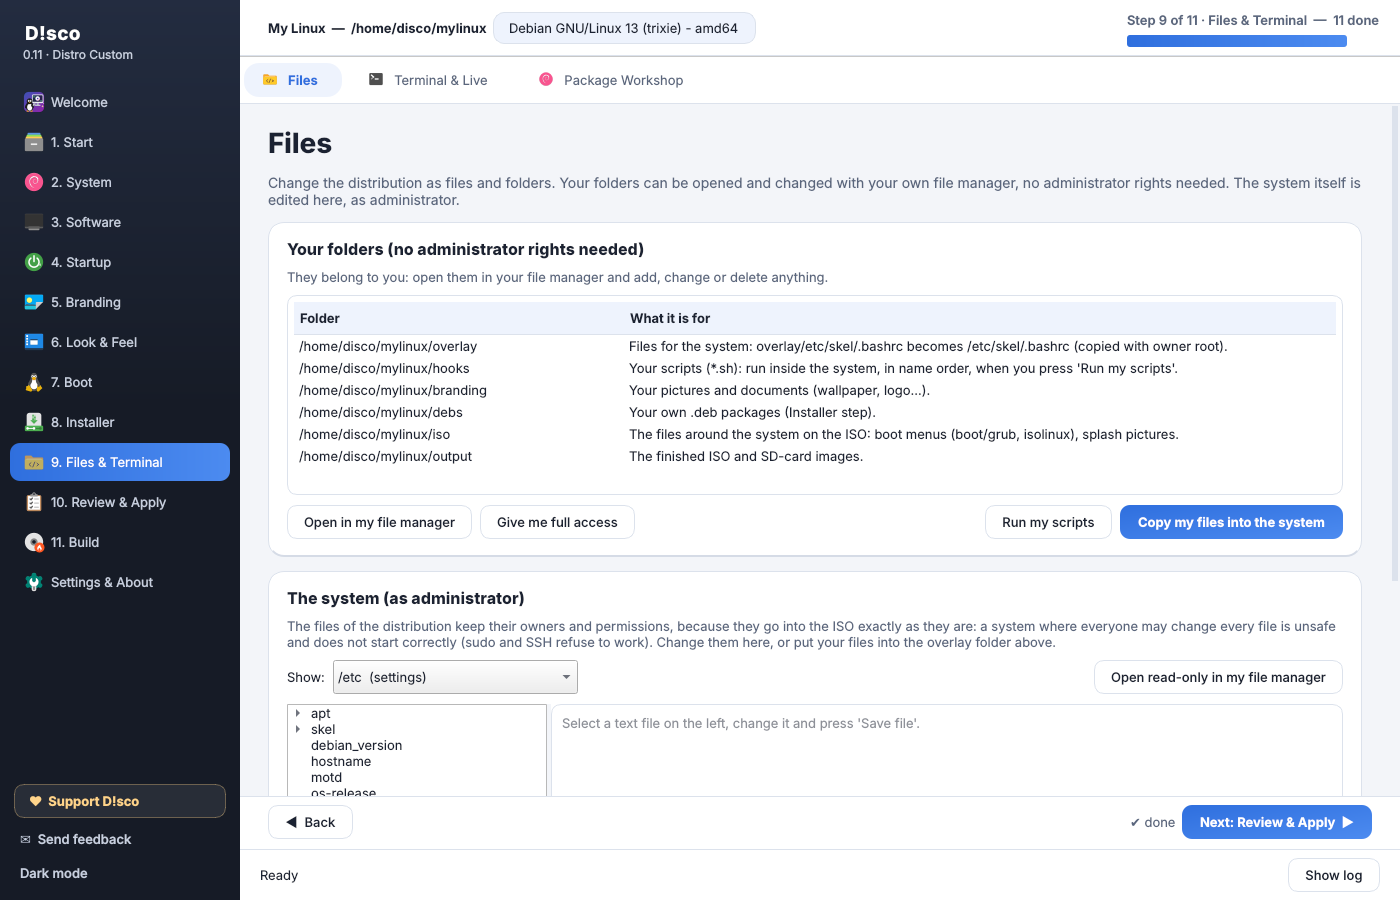 D!sco
0.11 · Distro Custom
Welcome
1. Start
2. System
3. Software
4. Startup
5. Branding
6. Look & Feel
7. Boot
8. Installer
9. Files & Terminal
10. Review & Apply
11. Build
Settings & About
Support D!sco
Send feedback
Dark mode
My Linux — /home/disco/mylinux
Debian GNU/Linux 13 (trixie) - amd64
Step 9 of 11 · Files & Terminal — 11 done
Files
Terminal & Live
Package Workshop
Files
Change the distribution as files and folders. Your folders can be opened and changed with your own file manager, no administrator rights needed. The system itself is
edited here, as administrator.
Your folders (no administrator rights needed)
They belong to you: open them in your file manager and add, change or delete anything.
Folder What it is for
/home/disco/mylinux/overlay Files for the system: overlay/etc/skel/.bashrc becomes /etc/skel/.bashrc (copied with owner root).
/home/disco/mylinux/hooks Your scripts (*.sh): run inside the system, in name order, when you press 'Run my scripts'.
/home/disco/mylinux/branding Your pictures and documents (wallpaper, logo...).
/home/disco/mylinux/debs Your own .deb packages (Installer step).
/home/disco/mylinux/iso The files around the system on the ISO: boot menus (boot/grub, isolinux), splash pictures.
/home/disco/mylinux/output The finished ISO and SD-card images.
Open in my file manager Give me full access Run my scripts Copy my files into the system
The system (as administrator)
The files of the distribution keep their owners and permissions, because they go into the ISO exactly as they are: a system where everyone may change every file is unsafe
and does not start correctly (sudo and SSH refuse to work). Change them here, or put your files into the overlay folder above.
Show: /etc (settings) Open read-only in my file manager
apt
skel
debian_version
hostname
motd
os-release
Select a text file on the left, change it and press 'Save file'.
◀ Back
✔ done
Next: Review & Apply ▶
Ready
Show log